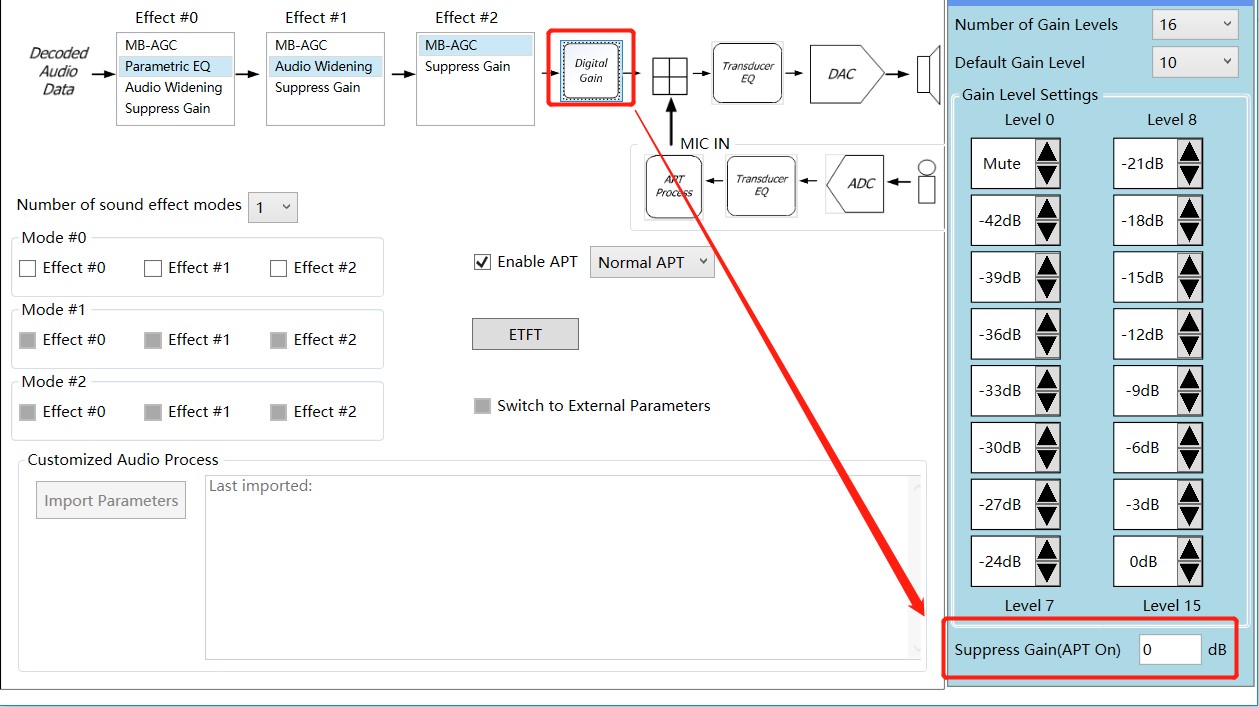 Effect #0
Effect #1
Effect #2
Decoded
Audio
Data
MB-AGC
Parametric EQ
Audio Widening
Suppress Gain
MB-AGC
Audio Widening
Suppress Gain
MB-AGC
Suppress Gain
Digital
Gain
Transducer
EQ
DAC
MIC IN
APT
Process
Transducer
EQ
ADC
Number of sound effect modes 1
Mode #0
Effect #0 Effect #1 Effect #2
Mode #1
Effect #0 Effect #1 Effect #2
Mode #2
Effect #0 Effect #1 Effect #2
Enable APT Normal APT
ETFT
Switch to External Parameters
Customized Audio Process
Import Parameters
Last imported:
Number of Gain Levels 16
Default Gain Level 10
Gain Level Settings
Level 0 Level 8
Mute -21dB
-42dB -18dB
-39dB -15dB
-36dB -12dB
-33dB -9dB
-30dB -6dB
-27dB -3dB
-24dB 0dB
Level 7 Level 15
Suppress Gain(APT On) 0 dB